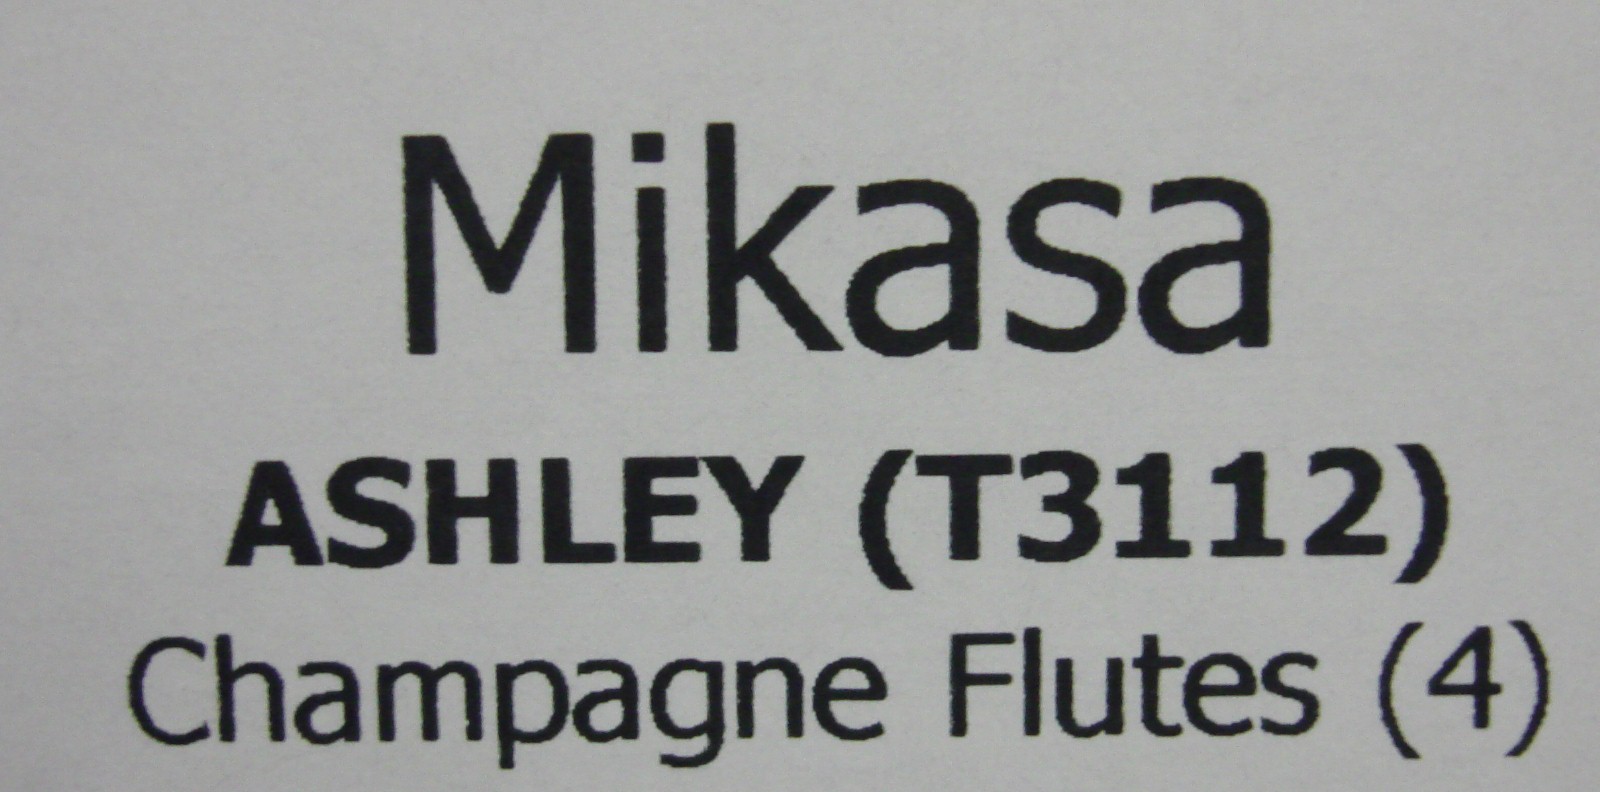 Mikasa
ASHLEY (T3112)
Champagne Flutes (4)